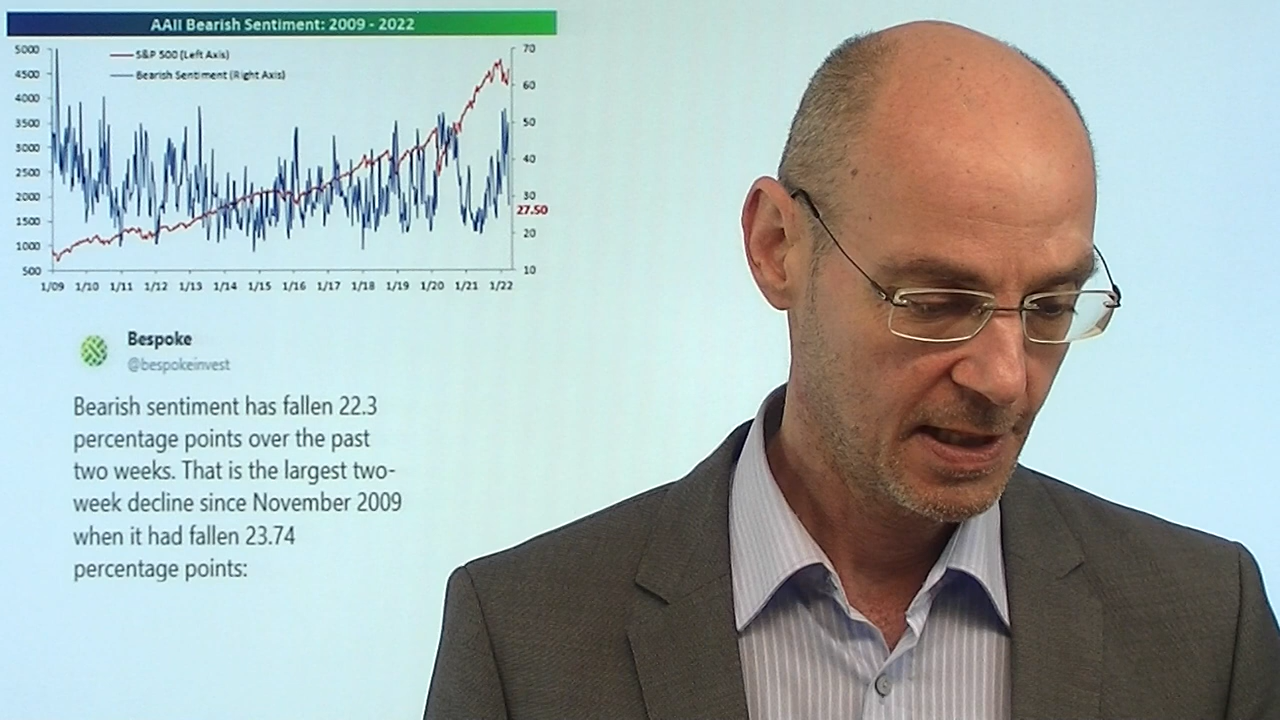 AAII Bearish Sentiment: 2009 - 2022
S&P 500 (Left Axis)
Bearish Sentiment (Right Axis)
5000
4500
4000
3500
3000
2500
2000
1500
1000
500
70
60
50
40
30
27.50
20
10
1/09 1/10 1/11 1/12 1/13 1/14 1/15 1/16 1/17 1/18 1/19 1/20 1/21 1/22
Bespoke
@bespokeinvest
Bearish sentiment has fallen 22.3
percentage points over the past
two weeks. That is the largest two-
week decline since November 2009
when it had fallen 23.74
percentage points: